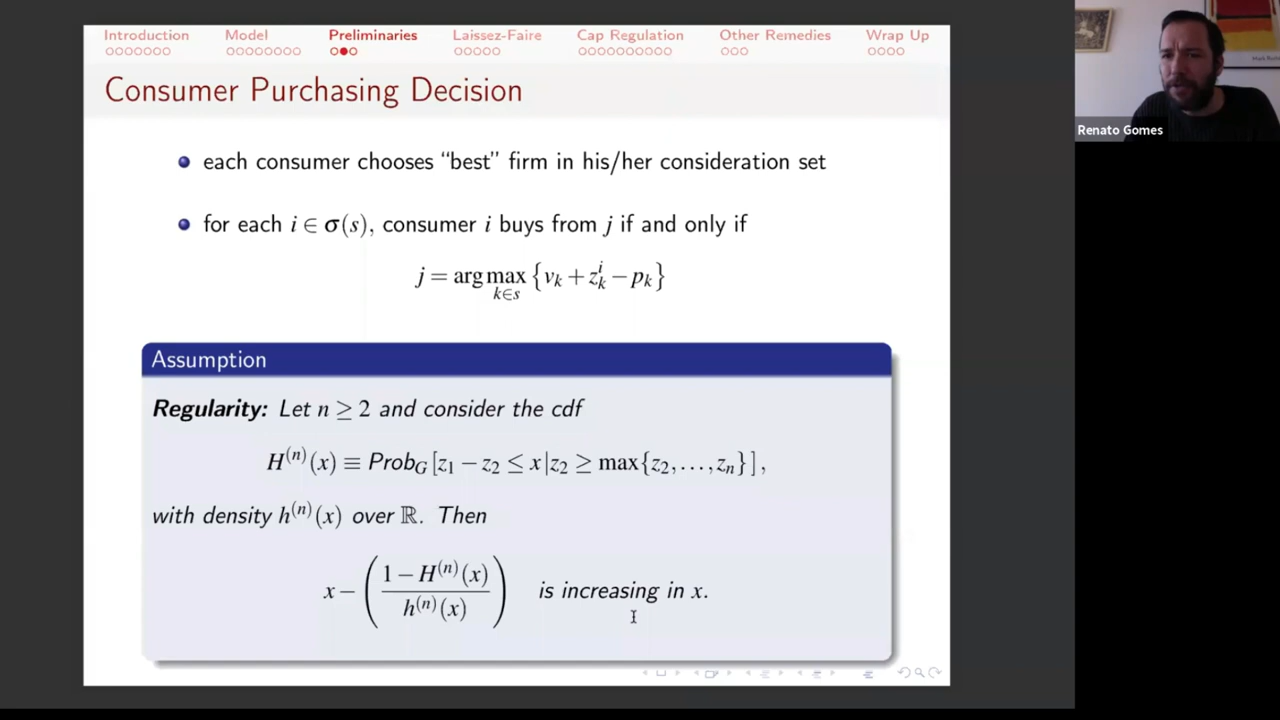 Introduction Model Preliminaries Laissez-Faire Cap Regulation Other Remedies Wrap Up
Consumer Purchasing Decision
each consumer chooses “best” firm in his/her consideration set
for each i ∈ σ(s), consumer i buys from j if and only if
j = arg max_{k∈s} {v_k + z_k^i − p_k}
Assumption
Regularity: Let n ≥ 2 and consider the cdf
H^{(n)}(x) ≡ Prob_G [z_1 − z_2 ≤ x | z_2 ≥ max{z_2, …, z_n}],
with density h^{(n)}(x) over ℝ. Then
x − ( (1 − H^{(n)}(x)) / h^{(n)}(x) ) is increasing in x.
Renato Gomes